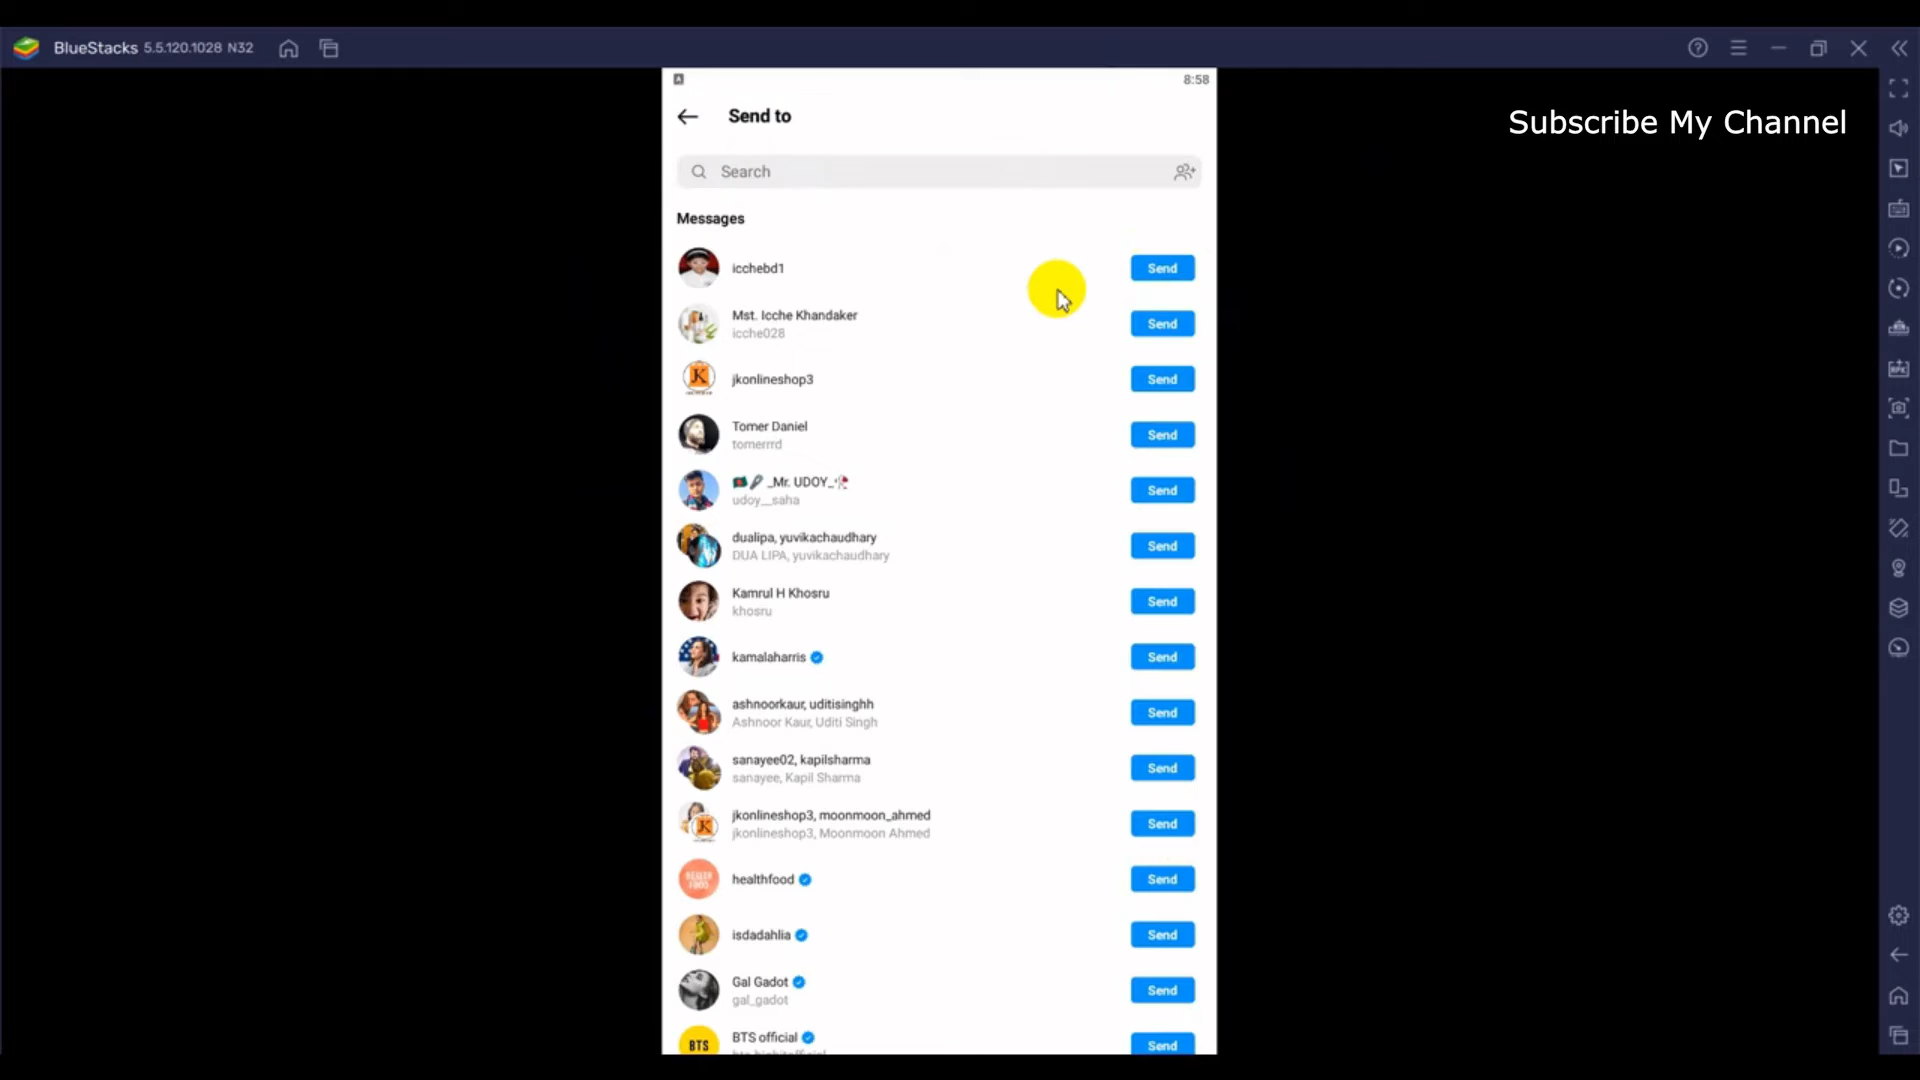 BlueStacks 5.5.120.1028 N32
8:58
Send to
Subscribe My Channel
Search
Messages
icchebd1
Send
Mst. Icche Khandaker
icche028
Send
jkonlineshop3
Send
Tomer Daniel
tomerrrd
Send
🇧🇩🎤 _Mr. UDOY_🥀
udoy__saha
Send
dualipa, yuvikachaudhary
DUA LIPA, yuvikachaudhary
Send
Kamrul H Khosru
khosru
Send
kamalaharris
Send
ashnoorkaur, uditisinghh
Ashnoor Kaur, Uditi Singh
Send
sanayee02, kapilsharma
sanayee, Kapil Sharma
Send
jkonlineshop3, moonmoon_ahmed
jkonlineshop3, Moonmoon Ahmed
Send
HEALTH
FOOD
healthfood
Send
isdadahlia
Send
Gal Gadot
gal_gadot
Send
BTS
BTS official
Send